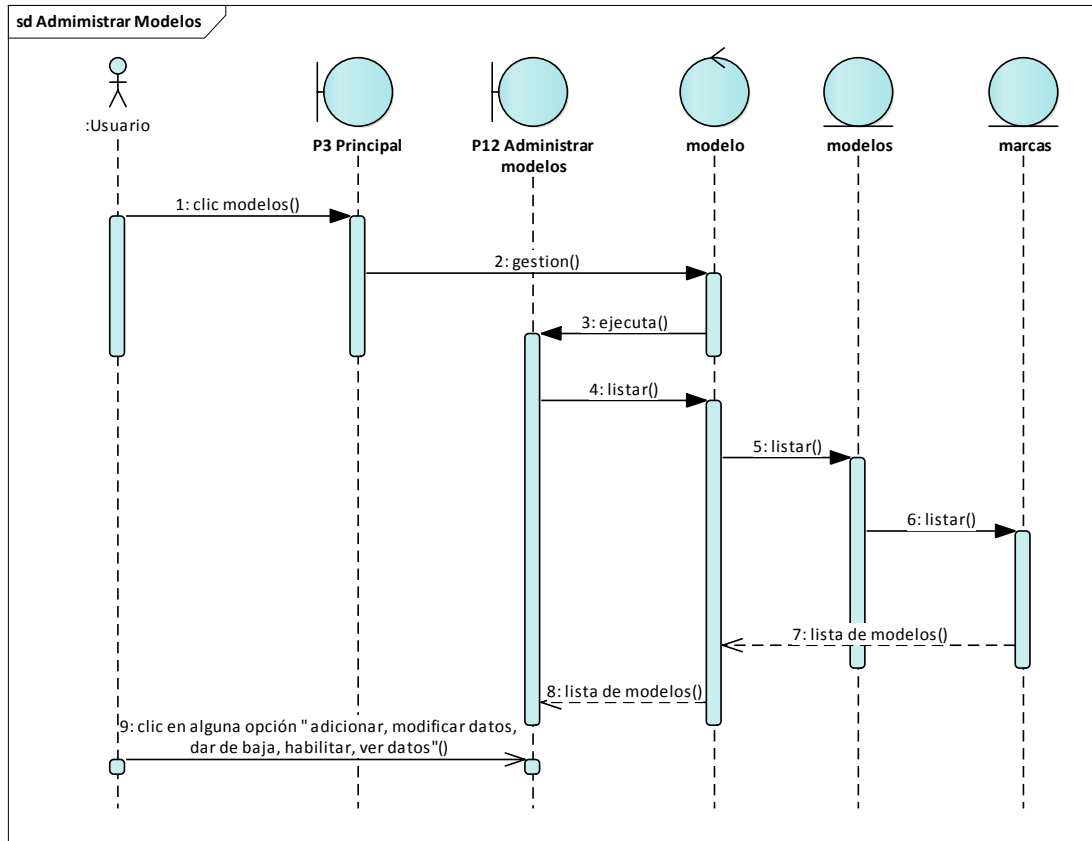 sd Admimistrar Modelos
:Usuario
P3 Principal
P12 Administrar
modelos
modelo
modelos
marcas
1: clic modelos()
2: gestion()
3: ejecuta()
4: listar()
5: listar()
6: listar()
7: lista de modelos()
8: lista de modelos()
9: clic en alguna opción " adicionar, modificar datos,
dar de baja, habilitar, ver datos"()